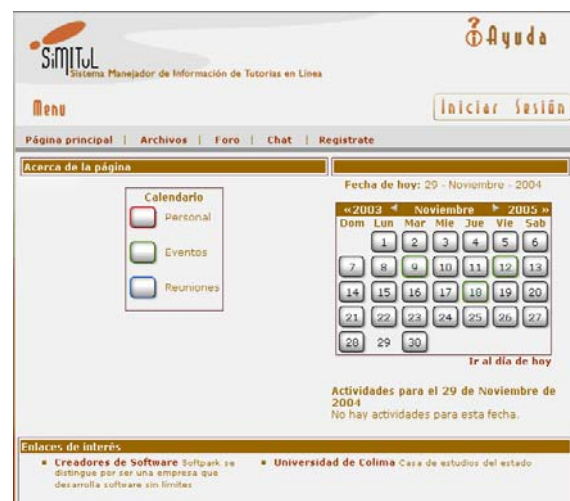 Ayuda
SiMITuL
Sistema Manejador de Información de Tutorias en Linea
Menu
Iniciar Sesión
Página principal | Archivos | Foro | Chat | Registrate
Acerca de la página
Calendario
Personal
Eventos
Reuniones
Fecha de hoy: 29 - Noviembre - 2004
«2003 Noviembre 2005 »
Dom Lun Mar Mie Jue Vie Sab
1 2 3 4 5 6
7 8 9 10 11 12 13
14 15 16 17 18 19 20
21 22 23 24 25 26 27
28 29 30
Ir al día de hoy
Actividades para el 29 de Noviembre de
2004
No hay actividades para esta fecha.
Enlaces de interés
Creadores de Software Softpark se
distingue por ser una empresa que
desarrolla software sin límites
Universidad de Colima Casa de estudios del estado